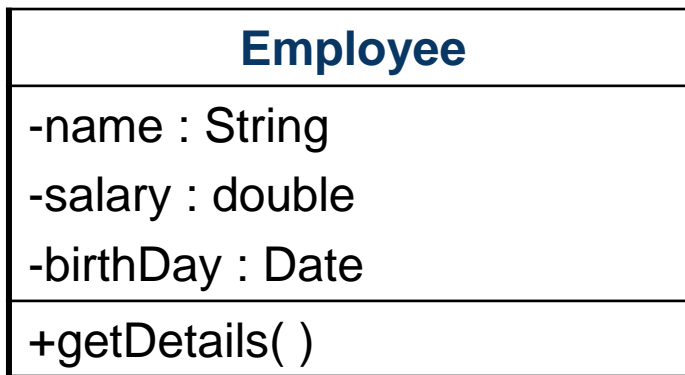 Employee
-name : String
-salary : double
-birthDay : Date
+getDetails( )